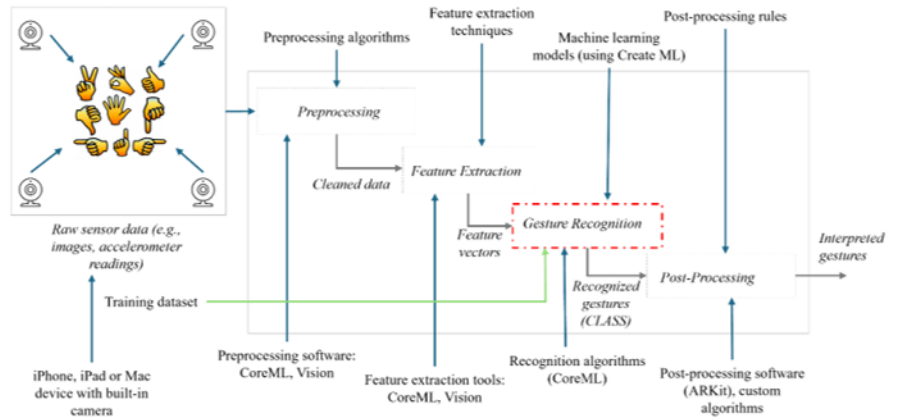 Feature extraction
techniques
Post-processing rules
Preprocessing algorithms
Machine learning
models (using Create ML)
Preprocessing
Cleaned data
Feature Extraction
Feature
vectors
Gesture Recognition
Recognized
gestures
(CLASS)
Post-Processing
Interpreted
gestures
Raw sensor data (e.g.,
images, accelerometer
readings)
Training dataset
iPhone, iPad or Mac
device with built-in
camera
Preprocessing software:
CoreML, Vision
Feature extraction tools:
CoreML, Vision
Recognition algorithms
(CoreML)
Post-processing software
(ARKit), custom
algorithms